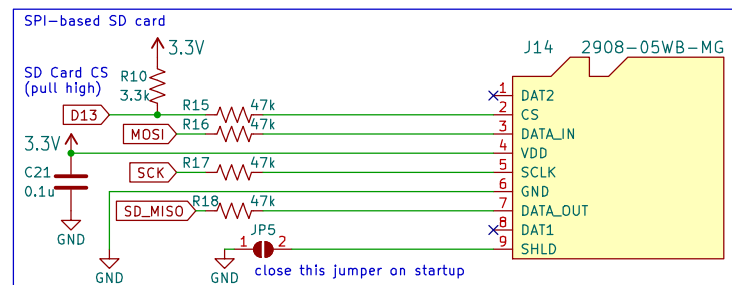 SPI-based SD card
3.3V
J14 2908-05WB-MG
SD Card CS
(pull high)
R10
3.3k
D13
R15 47k
1 DAT2
2 CS
MOSI
R16 47k
3 DATA_IN
3.3V
4 VDD
C21
0.1u
SCK
R17 47k
5 SCLK
6 GND
SD_MISO
R18 47k
7 DATA_OUT
8 DAT1
GND
JP5
1 2
9 SHLD
GND
GND
close this jumper on startup